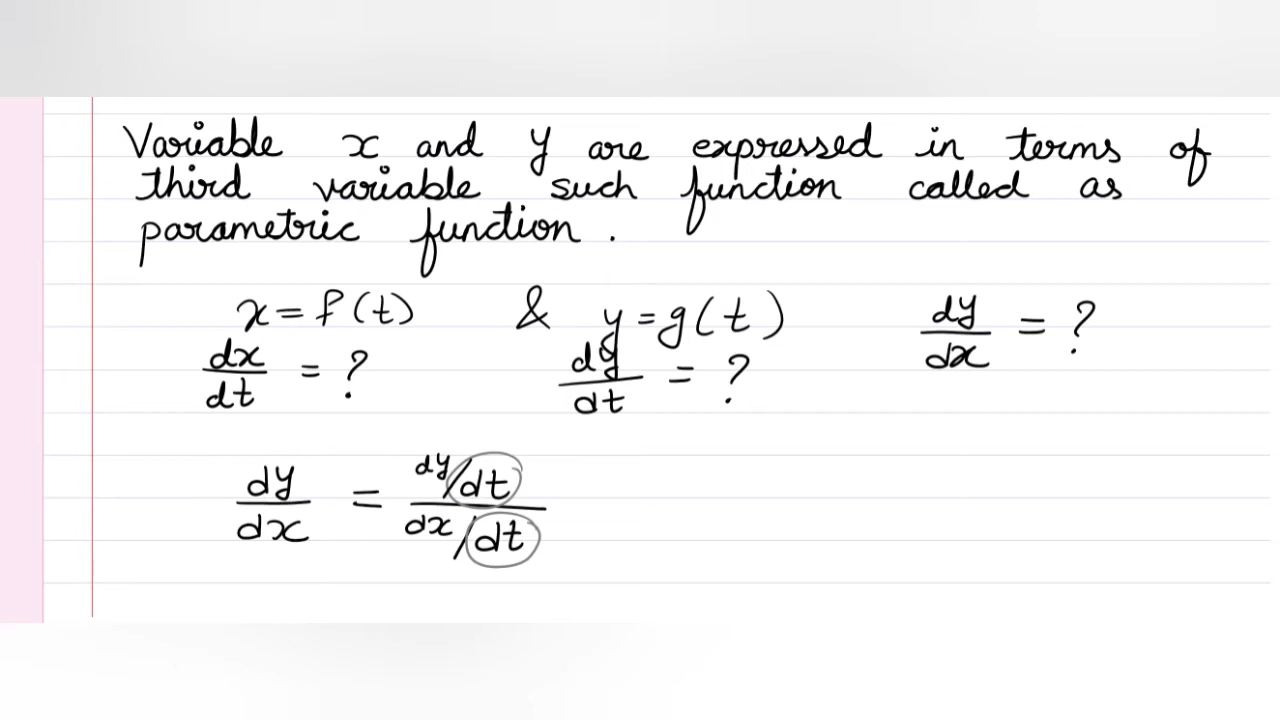 Variable x and y are expressed in terms of
third variable such function called as
parametric function.
x = f(t) & y = g(t) dy/dx = ?
dx/dt = ? dy/dt = ?
dy/dx = (dy/dt)/(dx/dt)